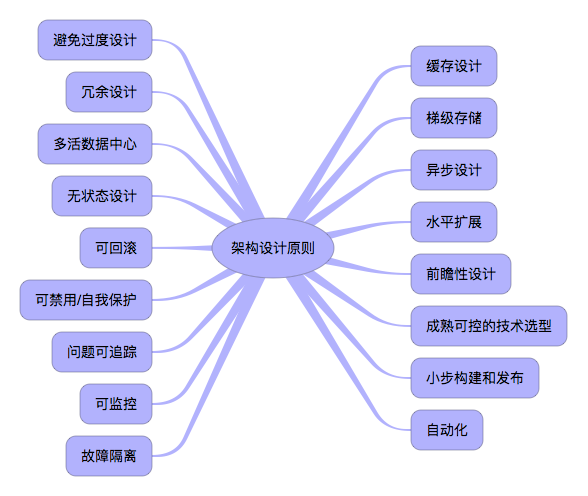 避免过度设计
冗余设计
多活数据中心
无状态设计
可回滚
可禁用/自我保护
问题可追踪
可监控
故障隔离
架构设计原则
缓存设计
梯级存储
异步设计
水平扩展
前瞻性设计
成熟可控的技术选型
小步构建和发布
自动化